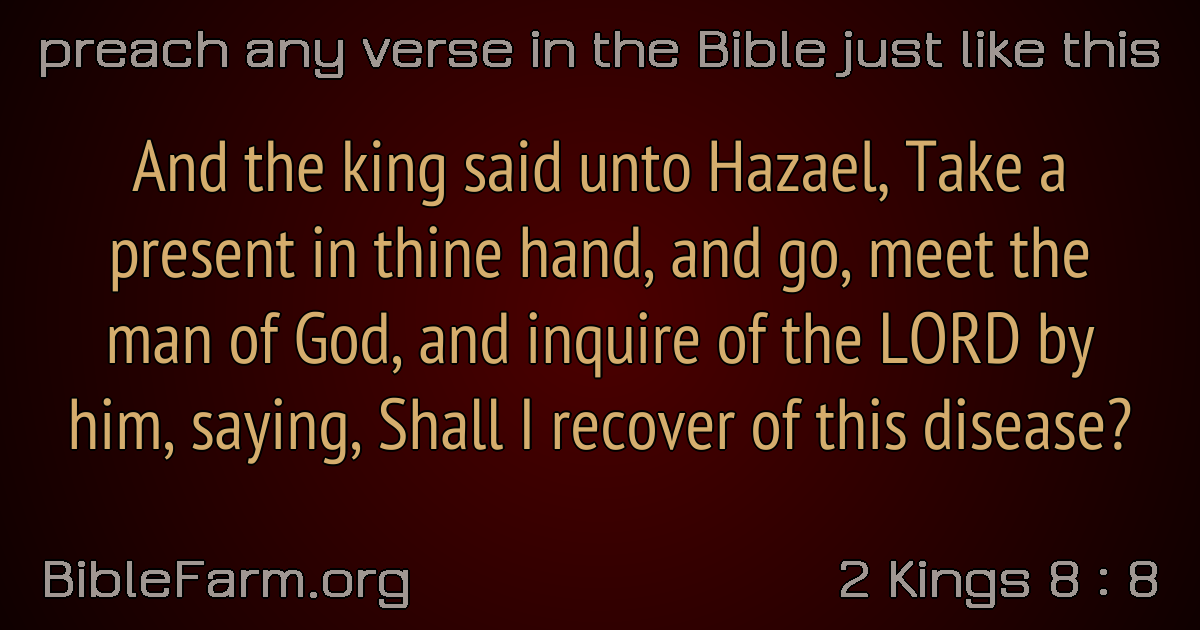 preach any verse in the Bible just like this
And the king said unto Hazael, Take a
present in thine hand, and go, meet the
man of God, and inquire of the LORD by
him, saying, Shall I recover of this disease?
BibleFarm.org
2 Kings 8 : 8